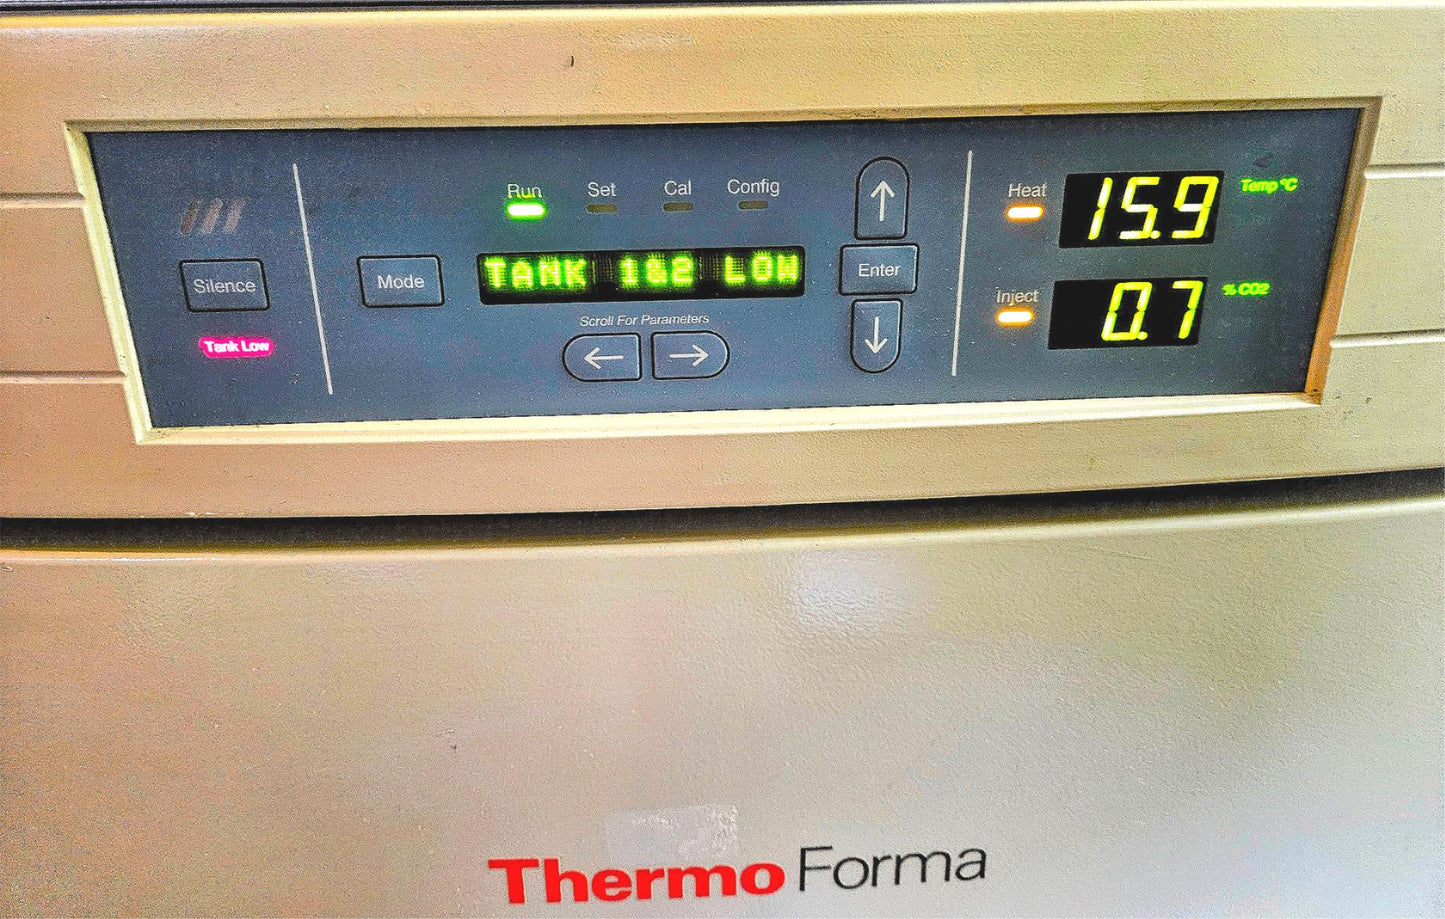 Run Set Cal Config
Heat 15.9 Temp °C
Silence Mode TANK 1&2 LOW Enter
Inject 0.7 % CO2
Tank Low
Scroll For Parameters
Thermo Forma